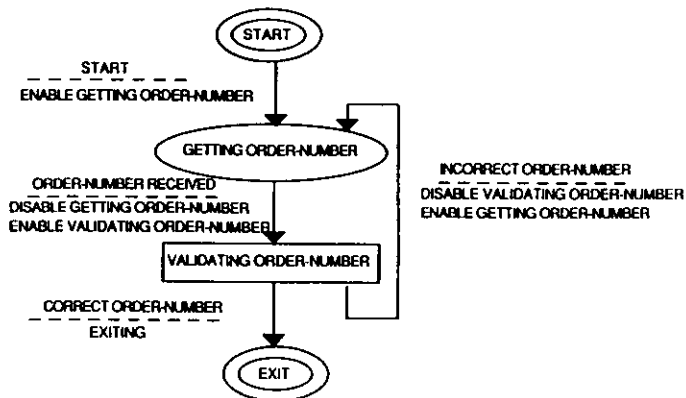 START
START
ENABLE GETTING ORDER-NUMBER
GETTING ORDER-NUMBER
ORDER-NUMBER RECEIVED
DISABLE GETTING ORDER-NUMBER
ENABLE VALIDATING ORDER-NUMBER
INCORRECT ORDER-NUMBER
DISABLE VALIDATING ORDER-NUMBER
ENABLE GETTING ORDER-NUMBER
VALIDATING ORDER-NUMBER
CORRECT ORDER-NUMBER
EXITING
EXIT